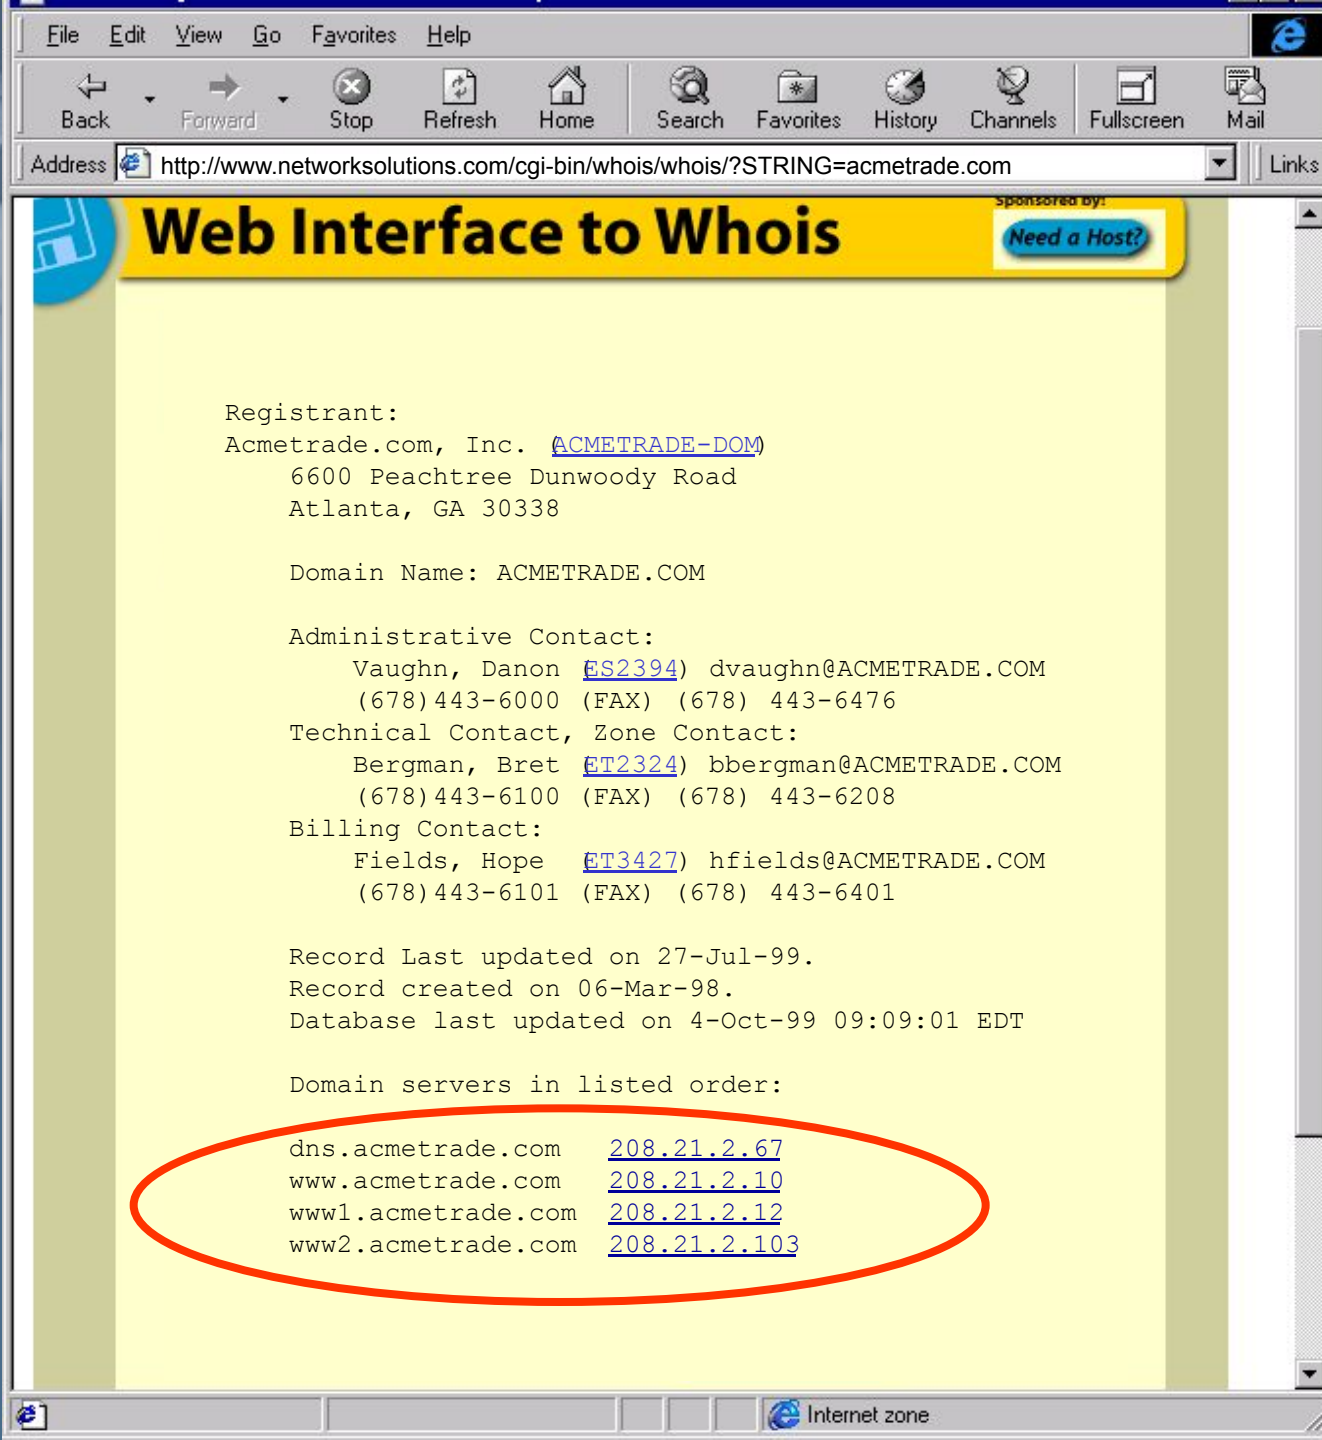 File Edit View Go Favorites Help
Back Forward Stop Refresh Home Search Favorites History Channels Fullscreen Mail
Address http://www.networksolutions.com/cgi-bin/whois/whois/?STRING=acmetrade.com Links
Sponsored by:
Web Interface to Whois
Need a Host?
Registrant:
Acmetrade.com, Inc. (ACMETRADE-DOM)
6600 Peachtree Dunwoody Road
Atlanta, GA 30338
Domain Name: ACMETRADE.COM
Administrative Contact:
Vaughn, Danon (ES2394) dvaughn@ACMETRADE.COM
(678)443-6000 (FAX) (678) 443-6476
Technical Contact, Zone Contact:
Bergman, Bret (ET2324) bbergman@ACMETRADE.COM
(678)443-6100 (FAX) (678) 443-6208
Billing Contact:
Fields, Hope (ET3427) hfields@ACMETRADE.COM
(678)443-6101 (FAX) (678) 443-6401
Record Last updated on 27-Jul-99.
Record created on 06-Mar-98.
Database last updated on 4-Oct-99 09:09:01 EDT
Domain servers in listed order:
dns.acmetrade.com 208.21.2.67
www.acmetrade.com 208.21.2.10
www1.acmetrade.com 208.21.2.12
www2.acmetrade.com 208.21.2.103
Internet zone